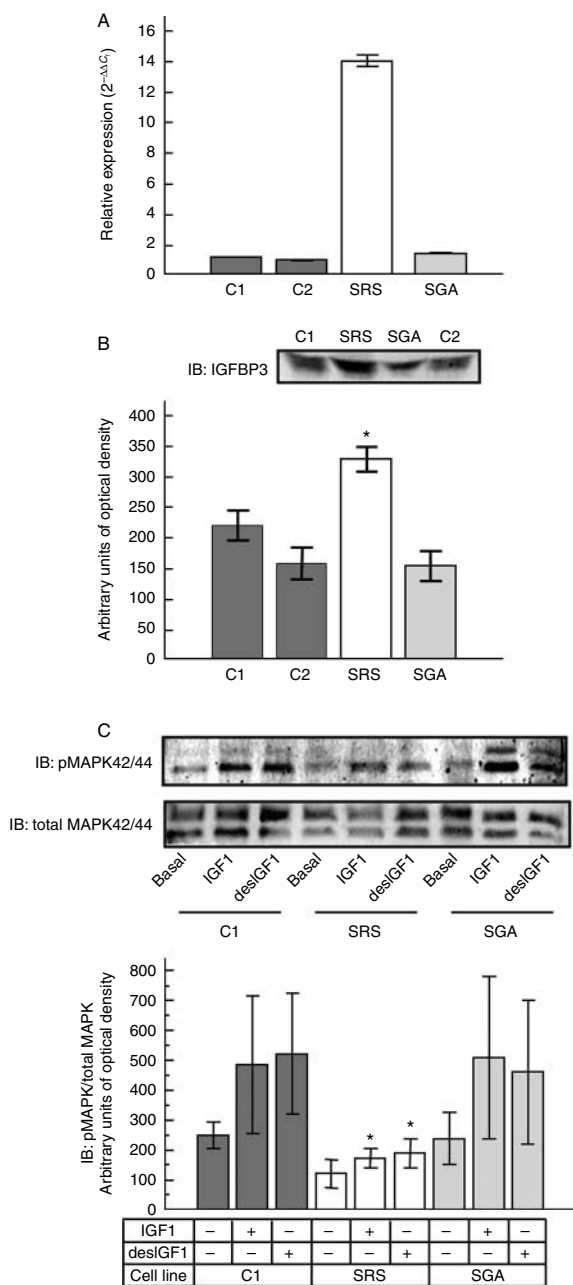 A
Relative expression (2−ΔΔCt)
16
14
12
10
8
6
4
2
0
C1 C2 SRS SGA
B
C1 SRS SGA C2
IB: IGFBP3
Arbitrary units of optical density
400
350
300
250
200
150
100
50
0
*
C1 C2 SRS SGA
C
IB: pMAPK42/44
IB: total MAPK42/44
Basal IGF1 desIGF1 Basal IGF1 desIGF1 Basal IGF1 desIGF1
C1 SRS SGA
IB: pMAPK/total MAPK
Arbitrary units of optical density
800
700
600
500
400
300
200
100
0
* *
IGF1 – + – – + – – + –
desIGF1 – – + – – + – – +
Cell line C1 SRS SGA